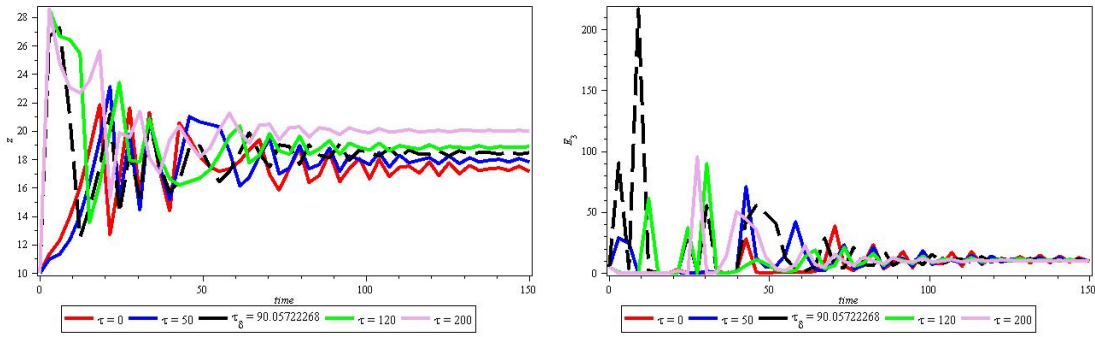 28
26
24
22
20
z
18
16
14
12
10
0 50 100 150
time
τ = 0 τ = 50 τ_δ = 90.05722268 τ = 120 τ = 200
200
150
E_3
100
50
0
0 50 100 150
time
τ = 0 τ = 50 τ_δ = 90.05722268 τ = 120 τ = 200